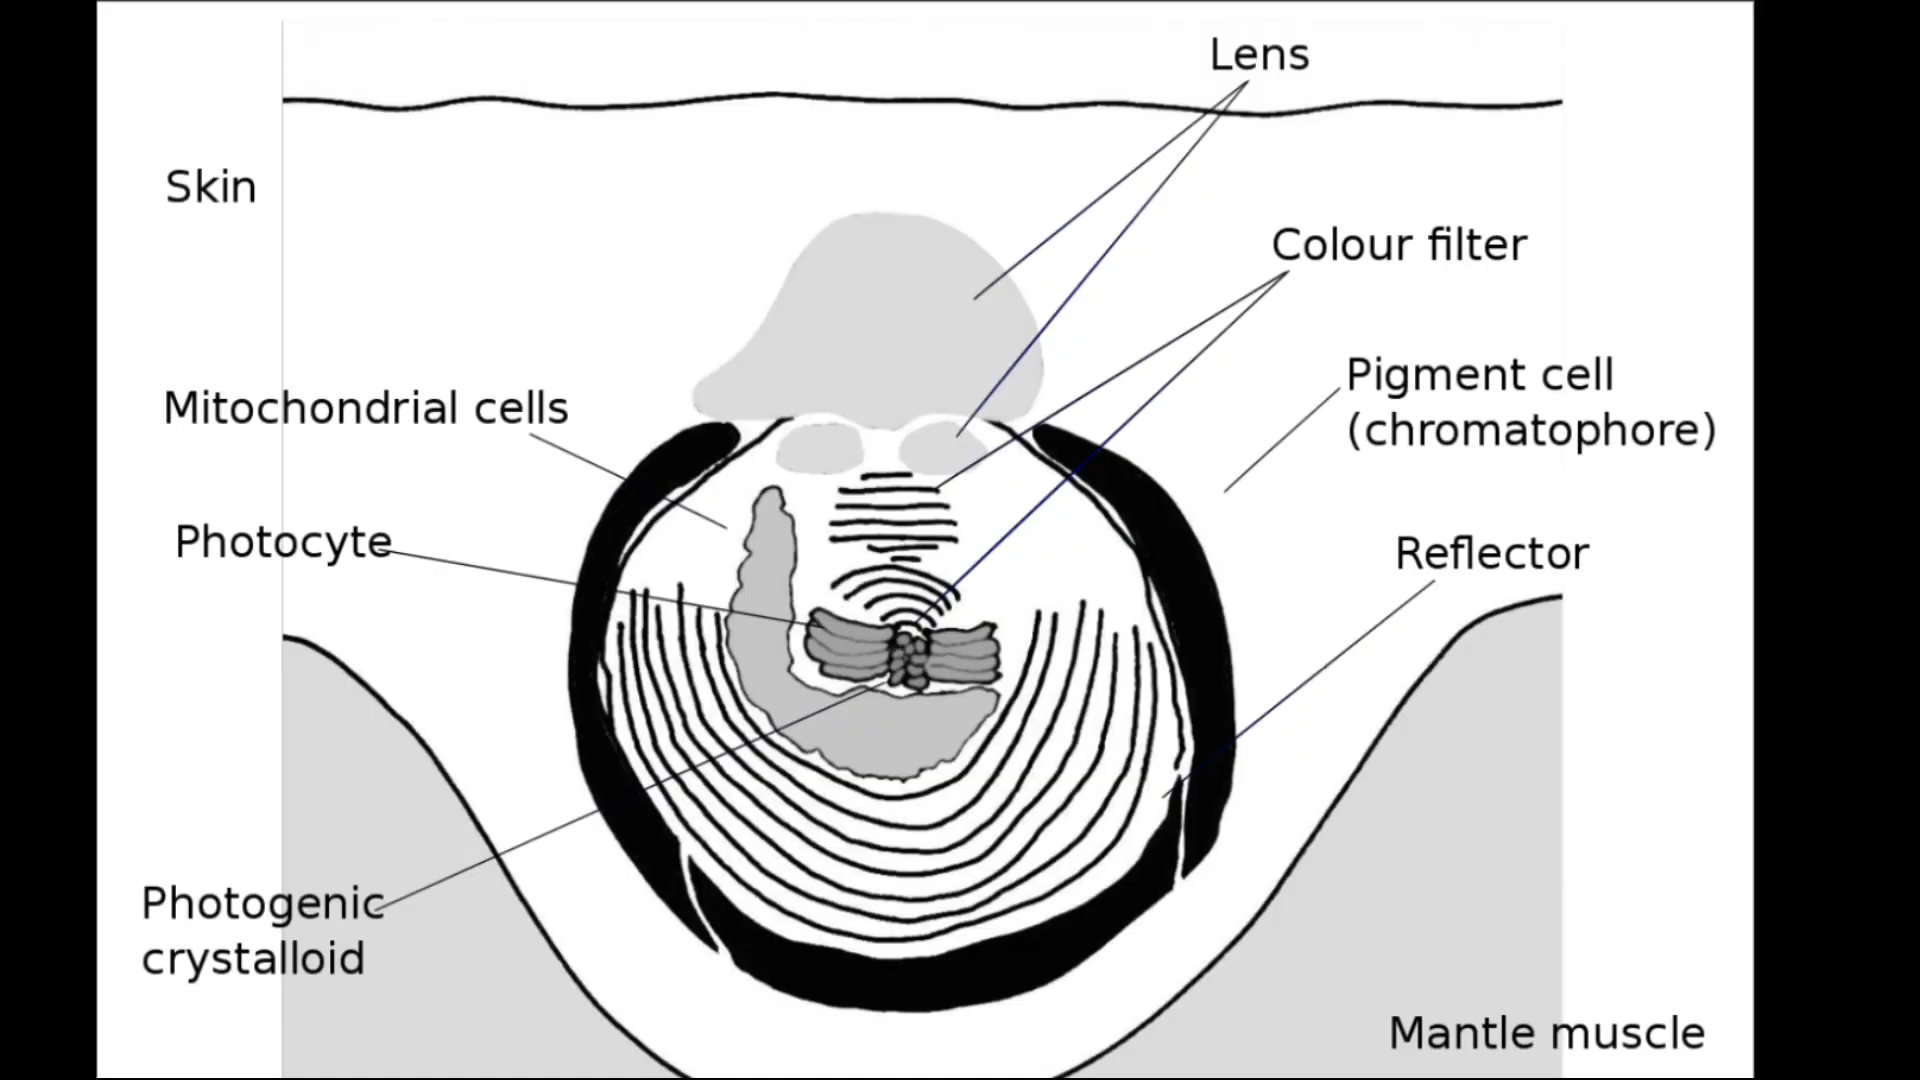 Lens
Skin
Colour filter
Pigment cell
(chromatophore)
Mitochondrial cells
Photocyte
Reflector
Photogenic
crystalloid
Mantle muscle